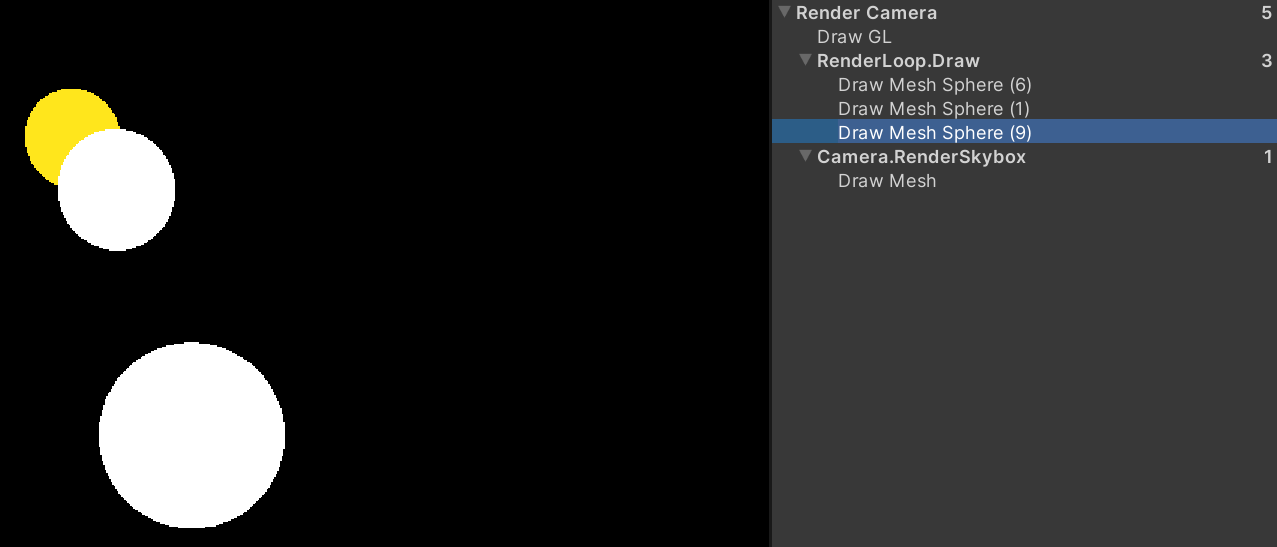 Render Camera 5
Draw GL
RenderLoop.Draw 3
Draw Mesh Sphere (6)
Draw Mesh Sphere (1)
Draw Mesh Sphere (9)
Camera.RenderSkybox 1
Draw Mesh